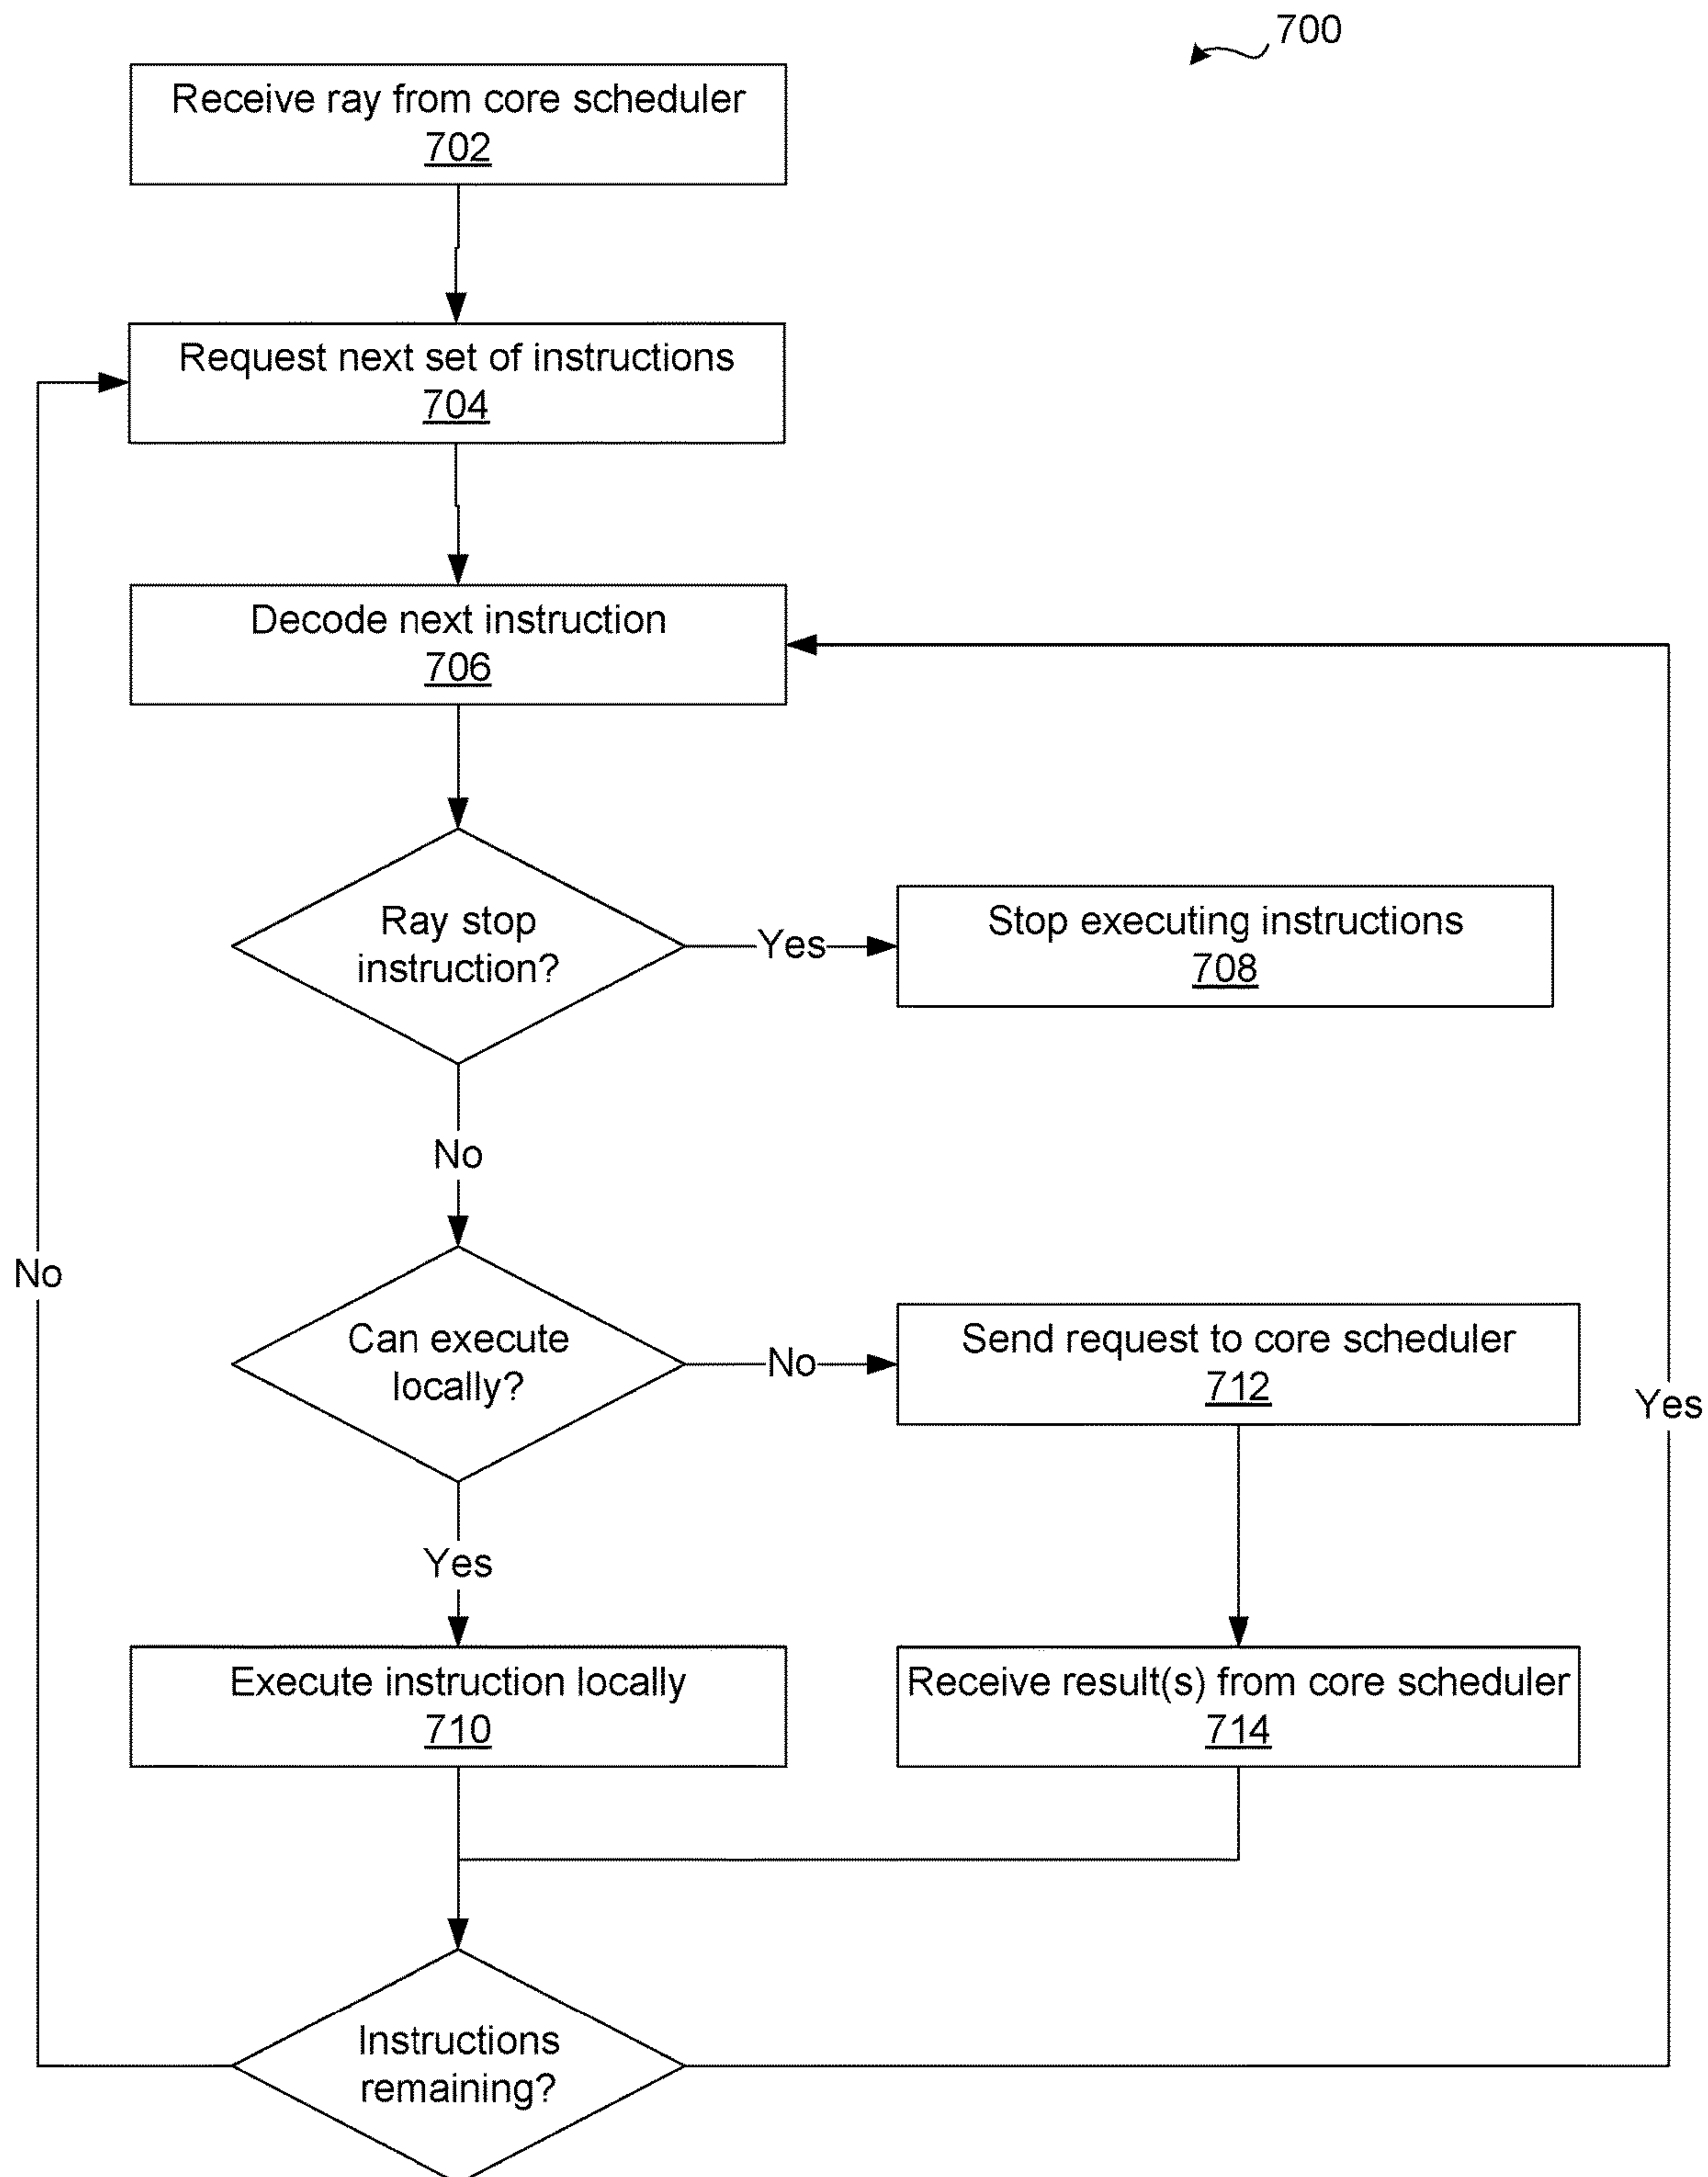 700
Receive ray from core scheduler
702
Request next set of instructions
704
Decode next instruction
706
Ray stop
instruction?
Yes
Stop executing instructions
708
No
No
Can execute
locally?
No
Send request to core scheduler
712
Yes
Yes
Execute instruction locally
710
Receive result(s) from core scheduler
714
Instructions
remaining?